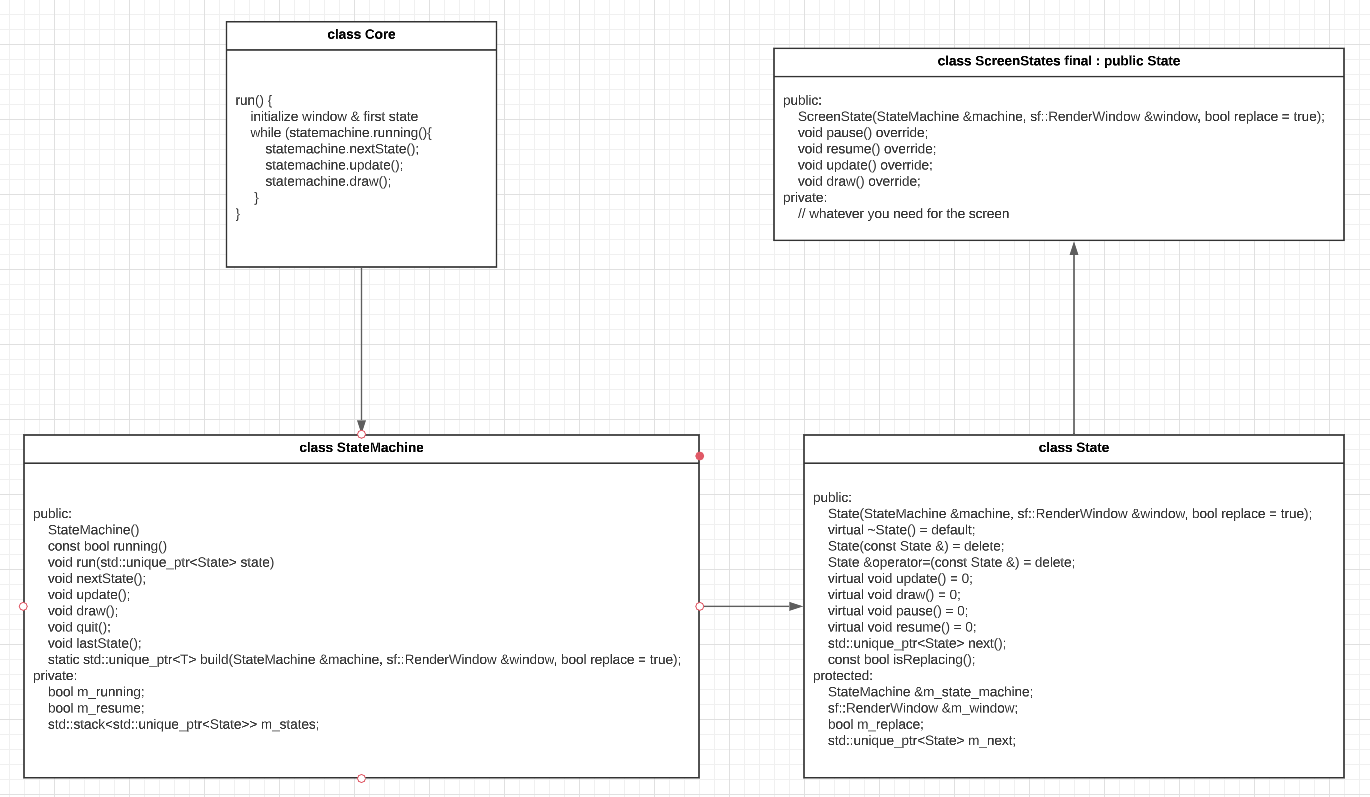 class Core
run() {
initialize window & first state
while (statemachine.running(){
statemachine.nextState();
statemachine.update();
statemachine.draw();
}
}
class ScreenStates final : public State
public:
ScreenState(StateMachine &machine, sf::RenderWindow &window, bool replace = true);
void pause() override;
void resume() override;
void update() override;
void draw() override;
private:
// whatever you need for the screen
class StateMachine
public:
StateMachine()
const bool running()
void run(std::unique_ptr<State> state)
void nextState();
void update();
void draw();
void quit();
void lastState();
static std::unique_ptr<T> build(StateMachine &machine, sf::RenderWindow &window, bool replace = true);
private:
bool m_running;
bool m_resume;
std::stack<std::unique_ptr<State>> m_states;
class State
public:
State(StateMachine &machine, sf::RenderWindow &window, bool replace = true);
virtual ~State() = default;
State(const State &) = delete;
State &operator=(const State &) = delete;
virtual void update() = 0;
virtual void draw() = 0;
virtual void pause() = 0;
virtual void resume() = 0;
std::unique_ptr<State> next();
const bool isReplacing();
protected:
StateMachine &m_state_machine;
sf::RenderWindow &m_window;
bool m_replace;
std::unique_ptr<State> m_next;